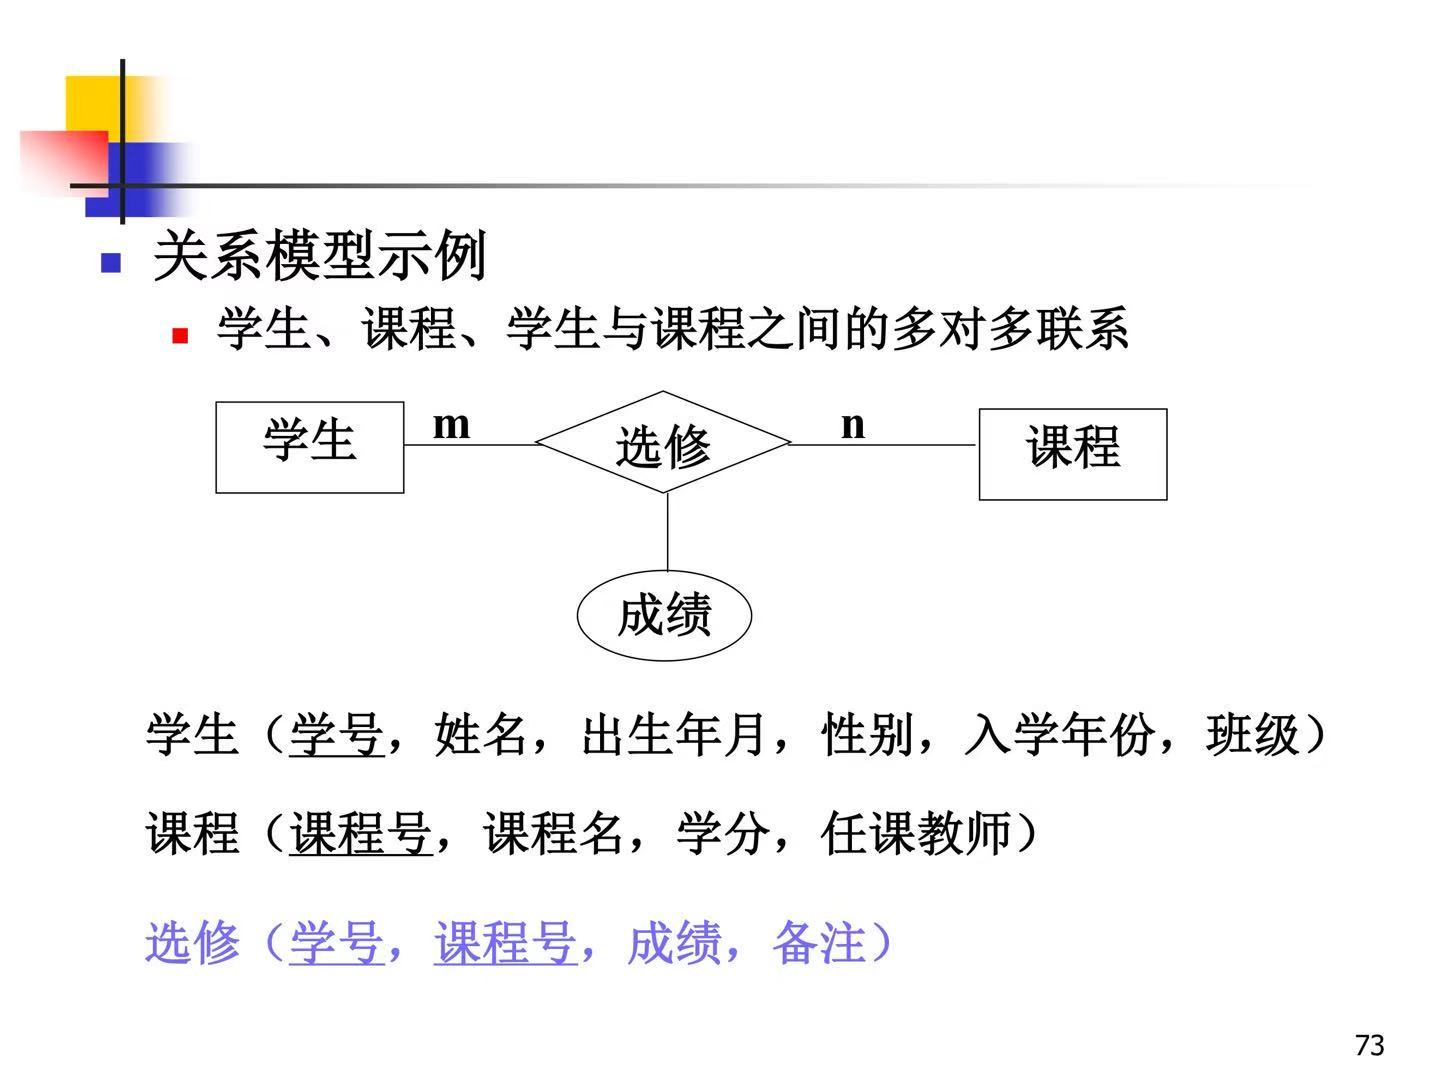 关系模型示例
学生、课程、学生与课程之间的多对多联系
学生 m 选修 n 课程
成绩
学生（学号，姓名，出生年月，性别，入学年份，班级）
课程（课程号，课程名，学分，任课教师）
选修（学号，课程号，成绩，备注）
73